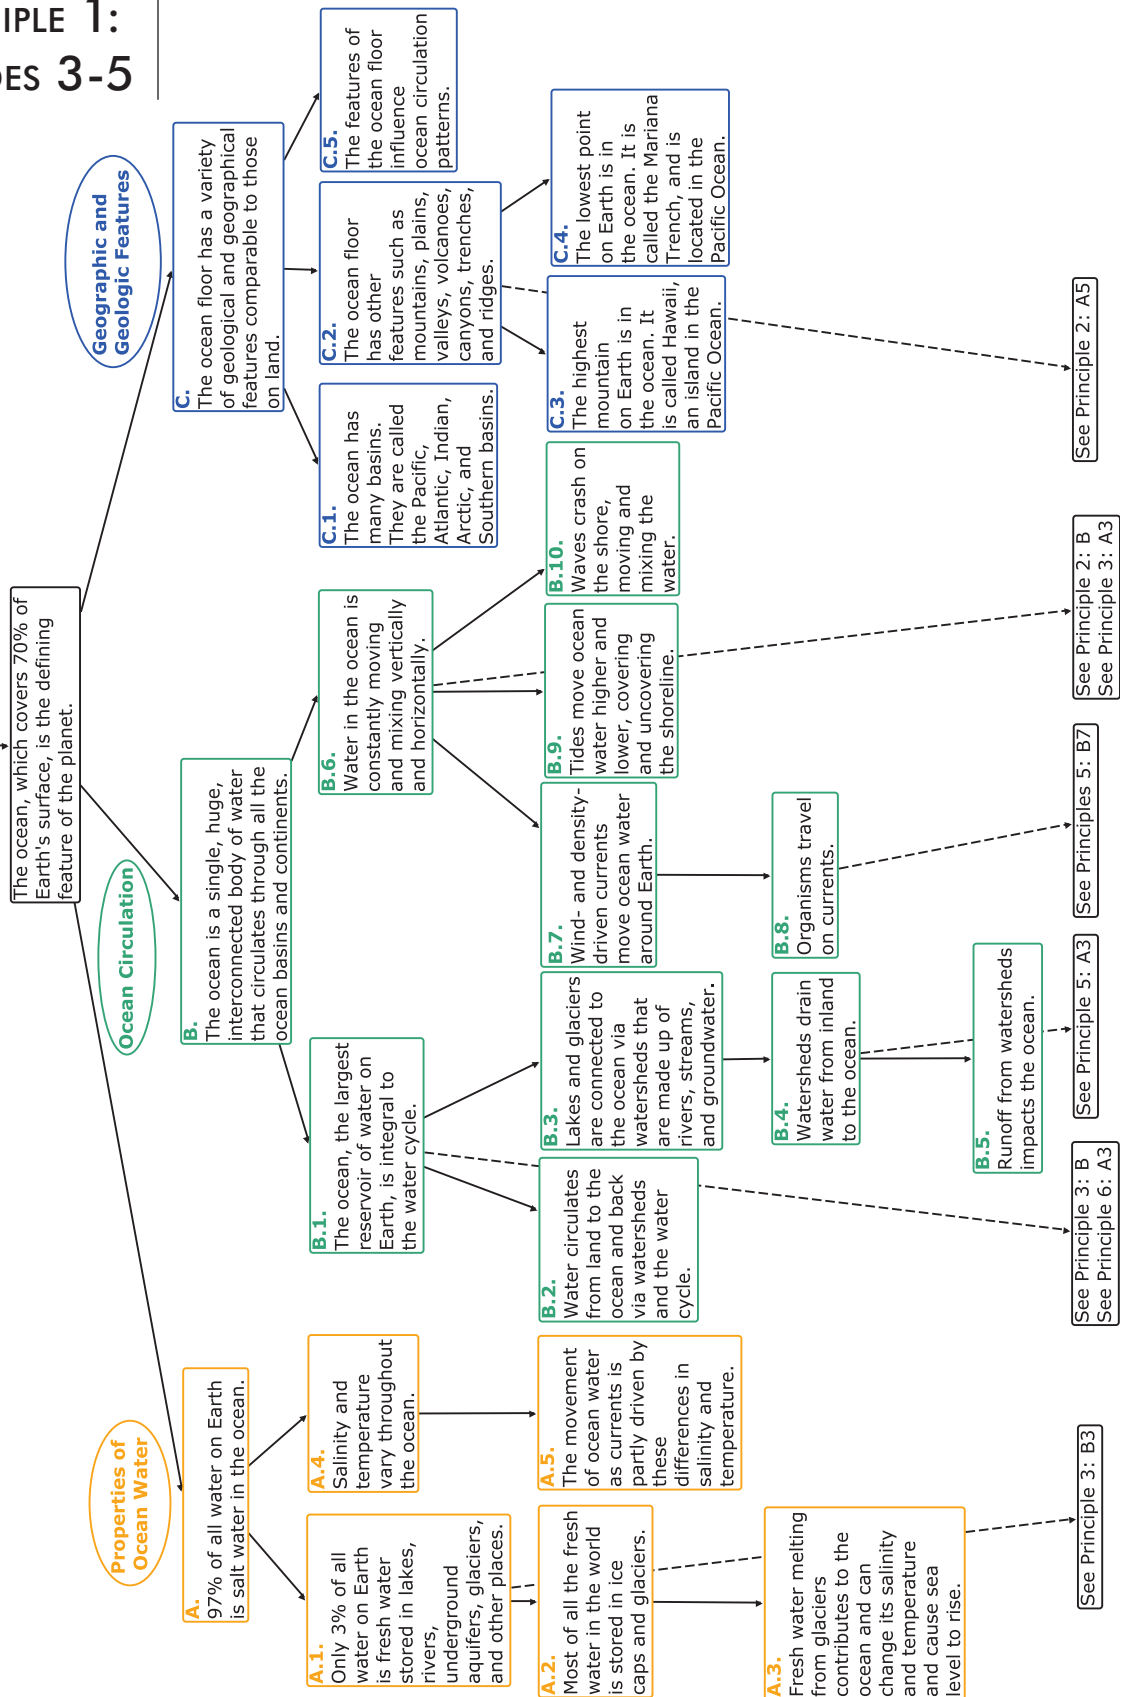 IPLE 1:
DES 3-5
The ocean, which covers 70% of
Earth's surface, is the defining
feature of the planet.
Properties of
Ocean Water
A.
97% of all water on Earth
is salt water in the ocean.
A.1.
Only 3% of all
water on Earth
is fresh water
stored in lakes,
rivers,
underground
aquifers, glaciers,
and other places.
A.2.
Most of all the fresh
water in the world
is stored in ice
caps and glaciers.
A.3.
Fresh water melting
from glaciers
contributes to the
ocean and can
change its salinity
and temperature
and cause sea
level to rise.
See Principle 3: B3
A.4.
Salinity and
temperature
vary throughout
the ocean.
A.5.
The movement
of ocean water
as currents is
partly driven by
these
differences in
salinity and
temperature.
Ocean Circulation
B.
The ocean is a single, huge,
interconnected body of water
that circulates through all the
ocean basins and continents.
B.1.
The ocean, the largest
reservoir of water on
Earth, is integral to
the water cycle.
B.2.
Water circulates
from land to the
ocean and back
via watersheds
and the water
cycle.
See Principle 3: B
See Principle 6: A3
B.3.
Lakes and glaciers
are connected to
the ocean via
watersheds that
are made up of
rivers, streams,
and groundwater.
B.4.
Watersheds drain
water from inland
to the ocean.
B.5.
Runoff from watersheds
impacts the ocean.
See Principle 5: A3
B.6.
Water in the ocean is
constantly moving
and mixing vertically
and horizontally.
B.7.
Wind- and density-
driven currents
move ocean water
around Earth.
B.8.
Organisms travel
on currents.
See Principles 5: B7
B.9.
Tides move ocean
water higher and
lower, covering
and uncovering
the shoreline.
B.10.
Waves crash on
the shore,
moving and
mixing the
water.
See Principle 2: B
See Principle 3: A3
Geographic and
Geologic Features
C.
The ocean floor has a variety
of geological and geographical
features comparable to those
on land.
C.1.
The ocean has
many basins.
They are called
the Pacific,
Atlantic, Indian,
Arctic, and
Southern basins.
C.2.
The ocean floor
has other
features such as
mountains, plains,
valleys, volcanoes,
canyons, trenches,
and ridges.
C.3.
The highest
mountain
on Earth is in
the ocean. It
is called Hawaii,
an island in the
Pacific Ocean.
C.4.
The lowest point
on Earth is in
the ocean. It is
called the Mariana
Trench, and is
located in the
Pacific Ocean.
C.5.
The features of
the ocean floor
influence
ocean circulation
patterns.
See Principle 2: A5